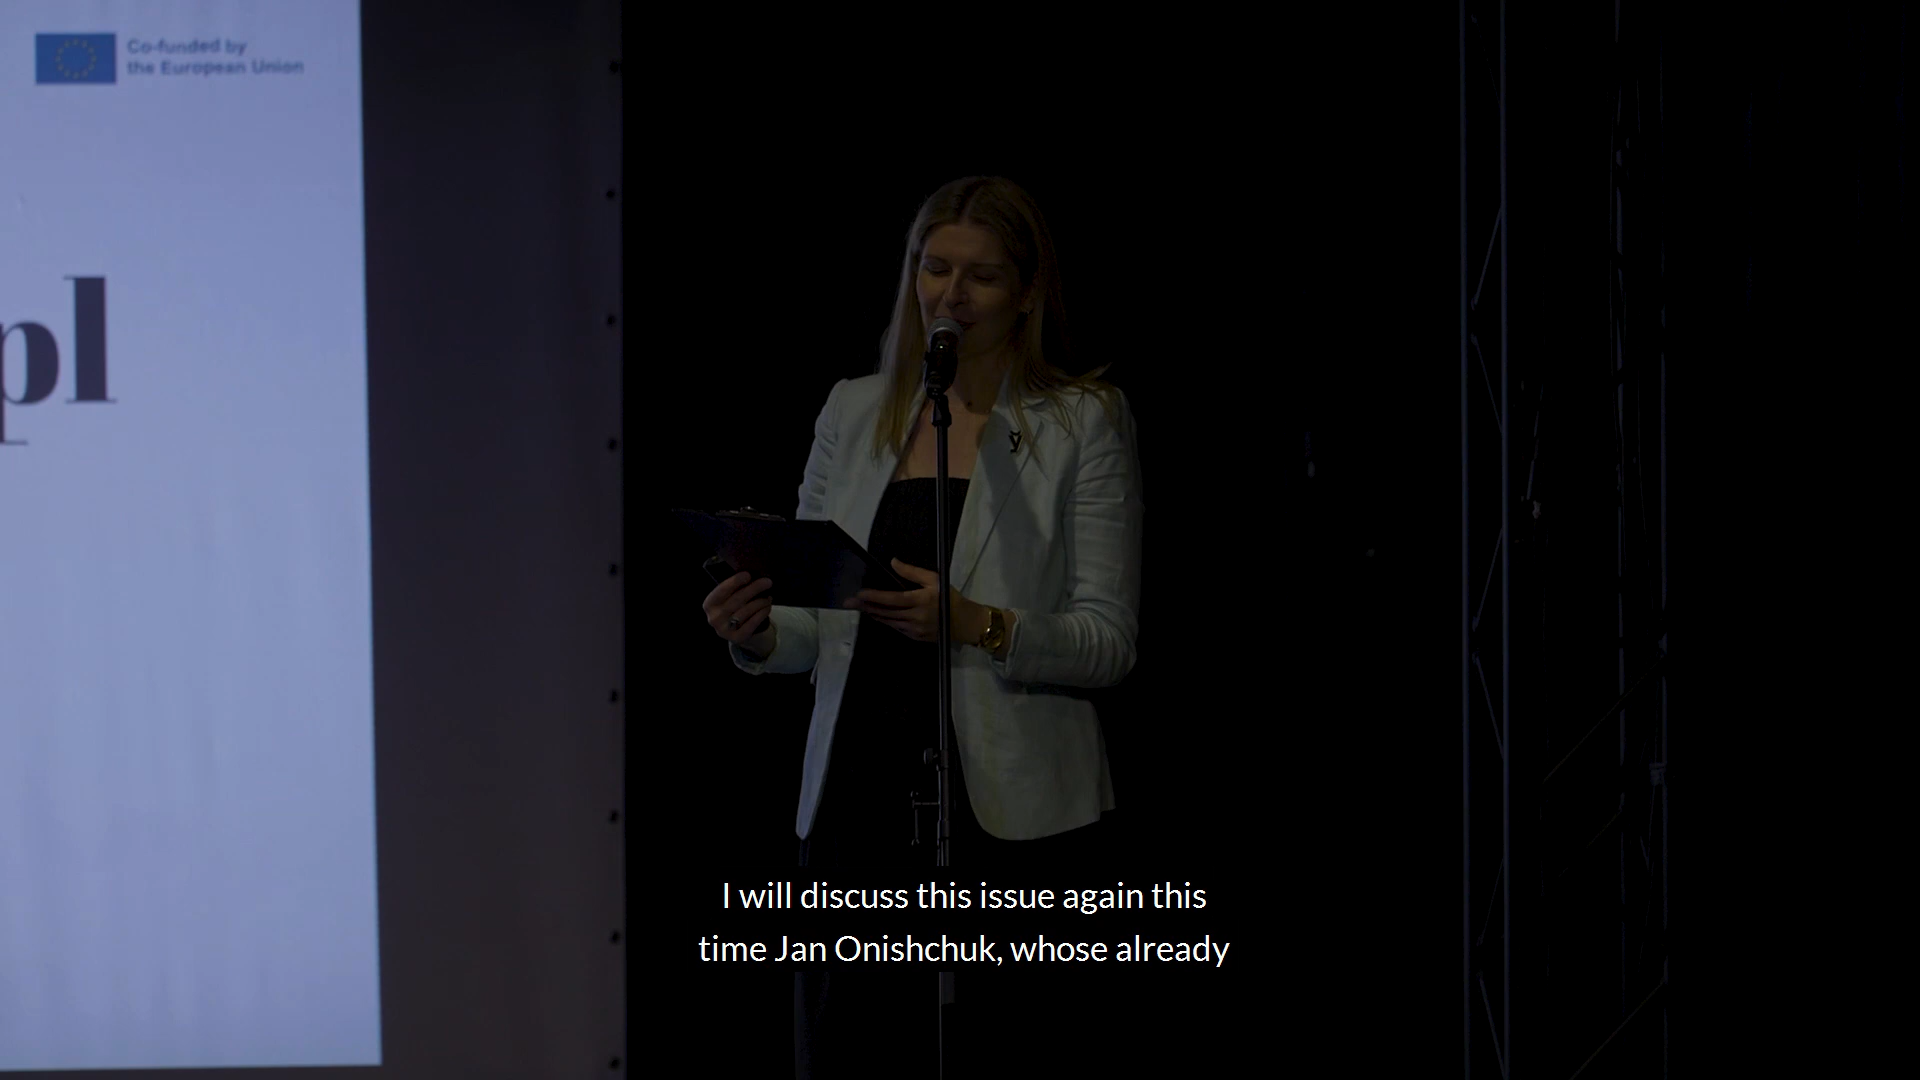 Co-funded by
the European Union
pl
I will discuss this issue again this
time Jan Onishchuk, whose already